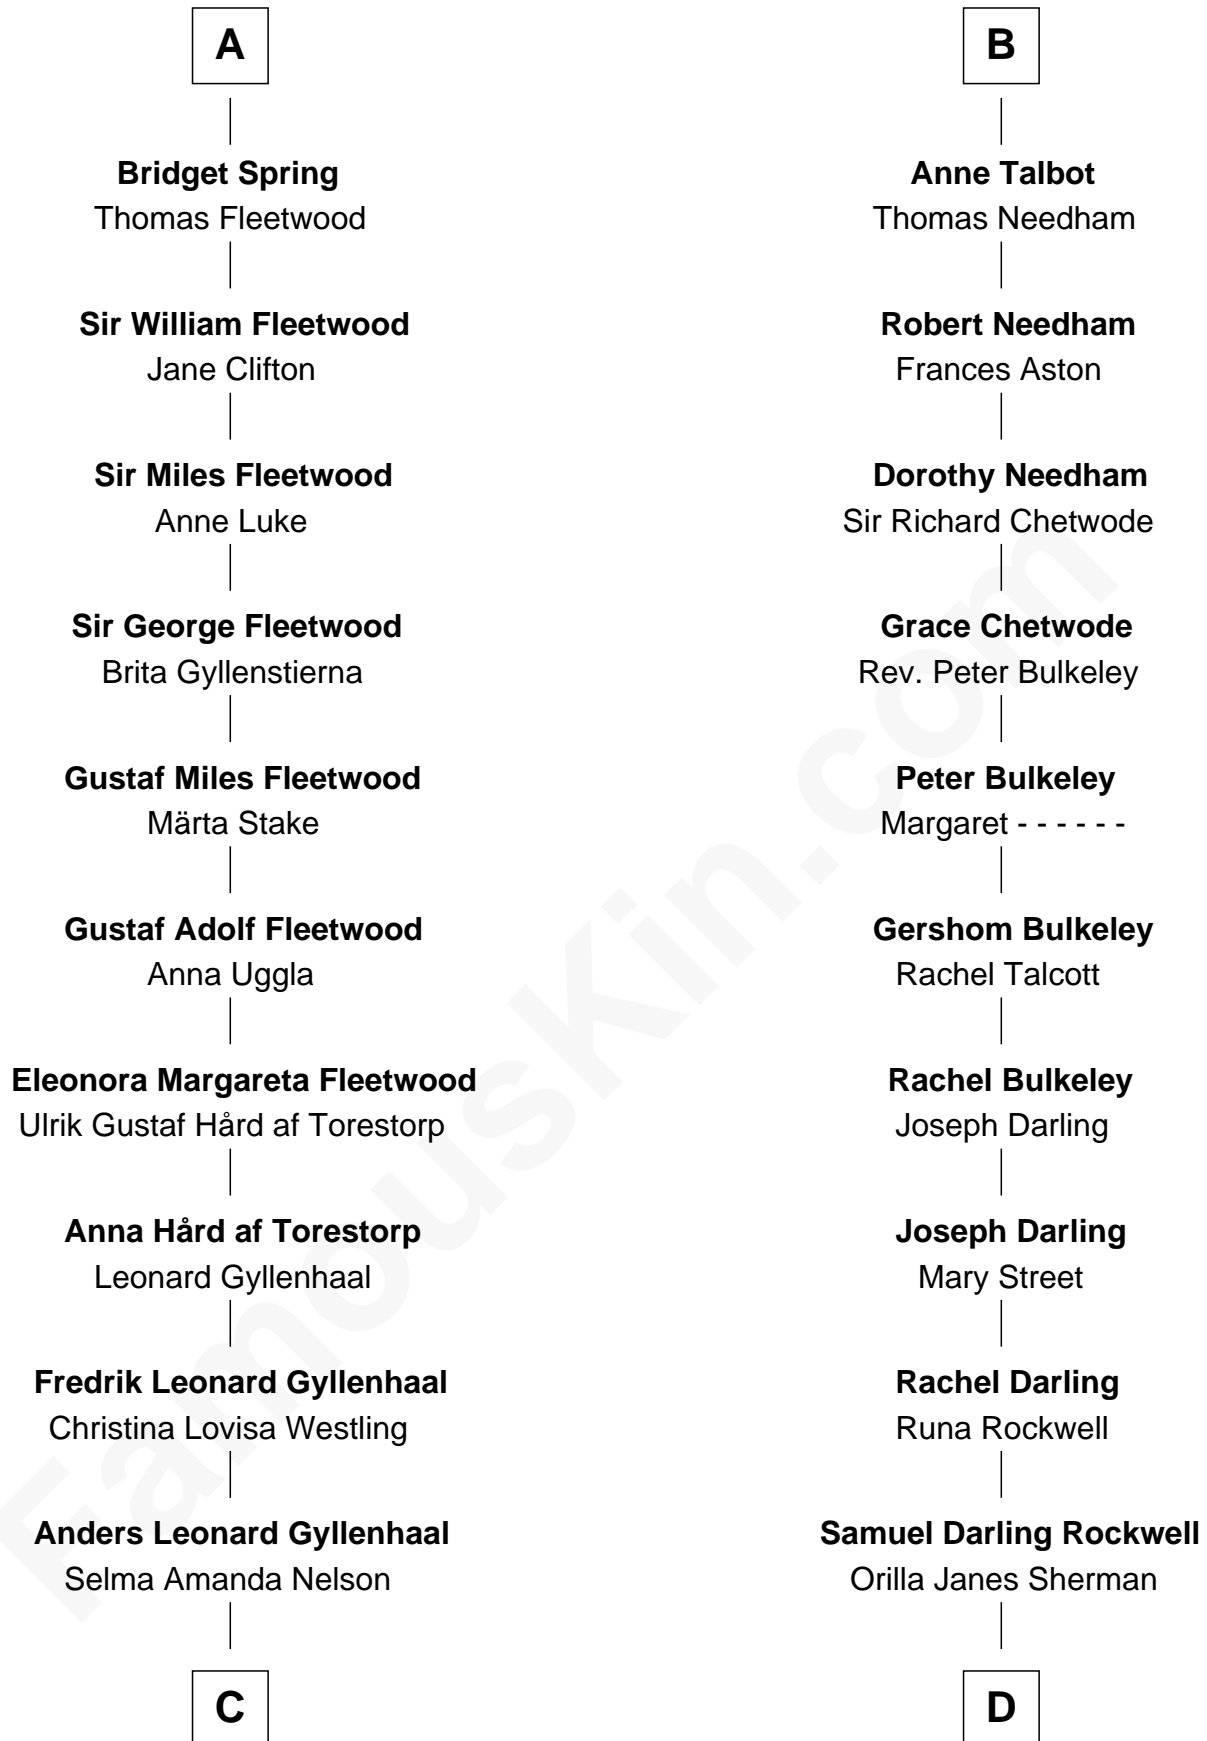 A
Bridget Spring
Thomas Fleetwood
Sir William Fleetwood
Jane Clifton
Sir Miles Fleetwood
Anne Luke
Sir George Fleetwood
Brita Gyllenstierna
Gustaf Miles Fleetwood
Märta Stake
Gustaf Adolf Fleetwood
Anna Uggla
Eleonora Margareta Fleetwood
Ulrik Gustaf Hård af Torestorp
Anna Hård af Torestorp
Leonard Gyllenhaal
Fredrik Leonard Gyllenhaal
Christina Lovisa Westling
Anders Leonard Gyllenhaal
Selma Amanda Nelson
C
B
Anne Talbot
Thomas Needham
Robert Needham
Frances Aston
Dorothy Needham
Sir Richard Chetwode
Grace Chetwode
Rev. Peter Bulkeley
Peter Bulkeley
Margaret - - - - - -
Gershom Bulkeley
Rachel Talcott
Rachel Bulkeley
Joseph Darling
Joseph Darling
Mary Street
Rachel Darling
Runa Rockwell
Samuel Darling Rockwell
Orilla Janes Sherman
D
FamousKin.com